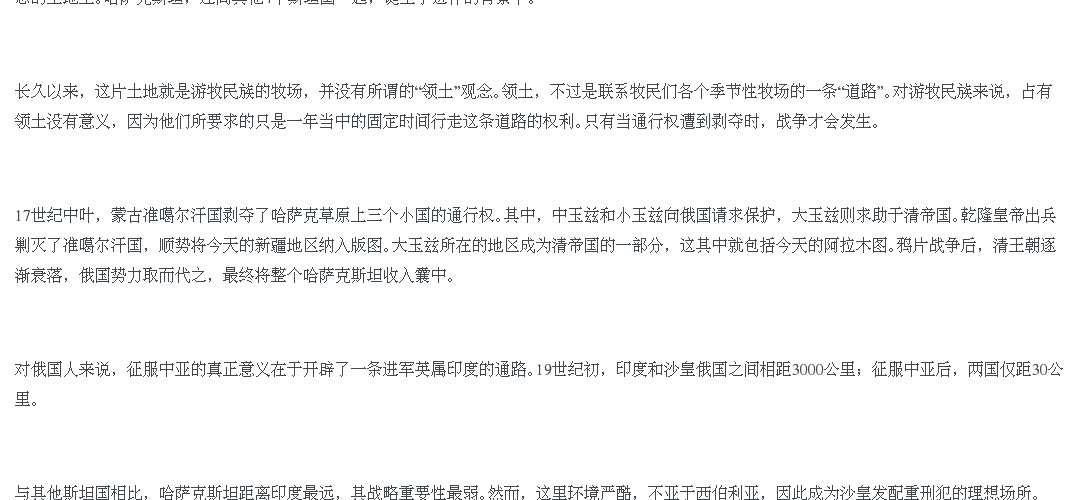 长久以来，这片土地就是游牧民族的牧场，并没有所谓的“领土”观念。领土，不过是联系牧民们各个季节性牧场的一条“道路”。对游牧民族来说，占有
领土没有意义，因为他们所要求的只是一年当中的固定时间行走这条道路的权利。只有当通行权遭到剥夺时，战争才会发生。
17世纪中叶，蒙古准噶尔汗国剥夺了哈萨克草原上三个小国的通行权。其中，中玉兹和小玉兹向俄国请求保护，大玉兹则求助于清帝国。乾隆皇帝出兵
剿灭了准噶尔汗国，顺势将今天的新疆地区纳入版图。大玉兹所在的地区成为清帝国的一部分，这其中就包括今天的阿拉木图。鸦片战争后，清王朝逐
渐衰落，俄国势力取而代之，最终将整个哈萨克斯坦收入囊中。
对俄国人来说，征服中亚的真正意义在于开辟了一条进军英属印度的通路。19世纪初，印度和沙皇俄国之间相距3000公里；征服中亚后，两国仅距30公
里。
与其他斯坦国相比，哈萨克斯坦距离印度最远，其战略重要性最弱。然而，这里环境严酷，不亚于西伯利亚，因此成为沙皇发配重刑犯的理想场所。